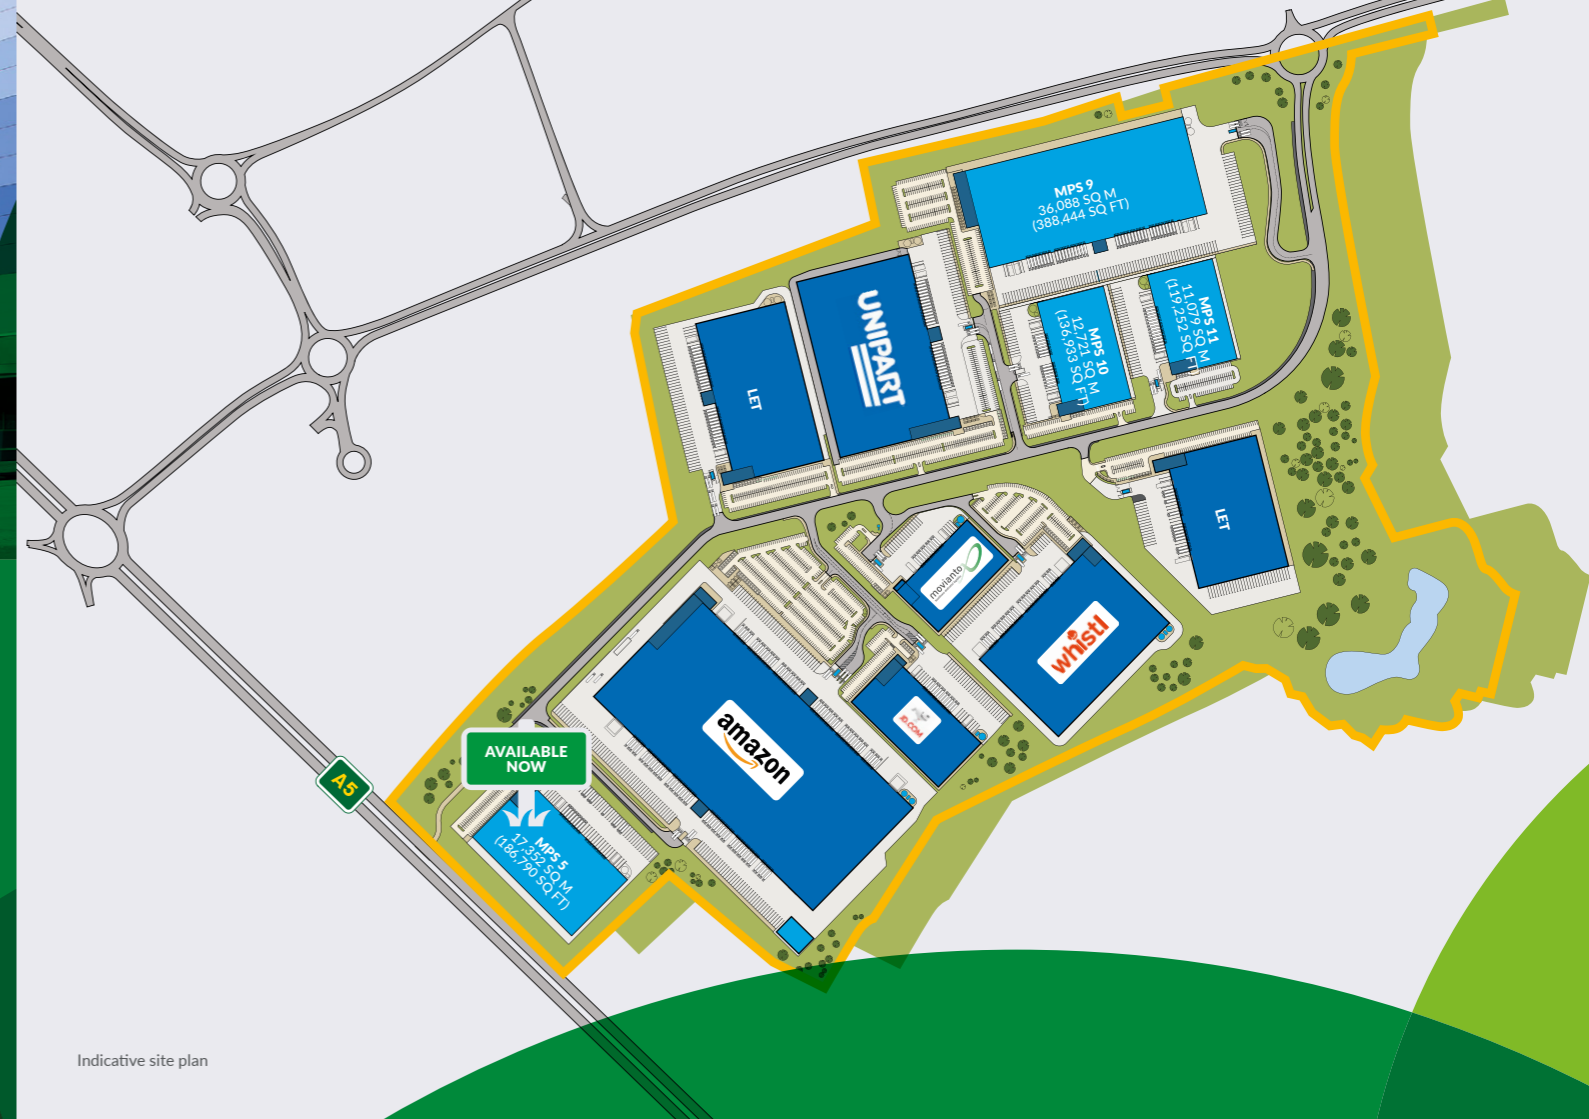 MPS 9
36,088 SQ M
(388,444 SQ FT)
UNIPART
LET
MPS 10
12,721 SQ M
(136,933 SQ FT)
MPS 11
11,079 SQ M
(119,252 SQ FT)
LET
movianto
whistl
JD.COM
amazon
AVAILABLE
NOW
A5
MPS 5
17,352 SQ M
(186,790 SQ FT)
Indicative site plan